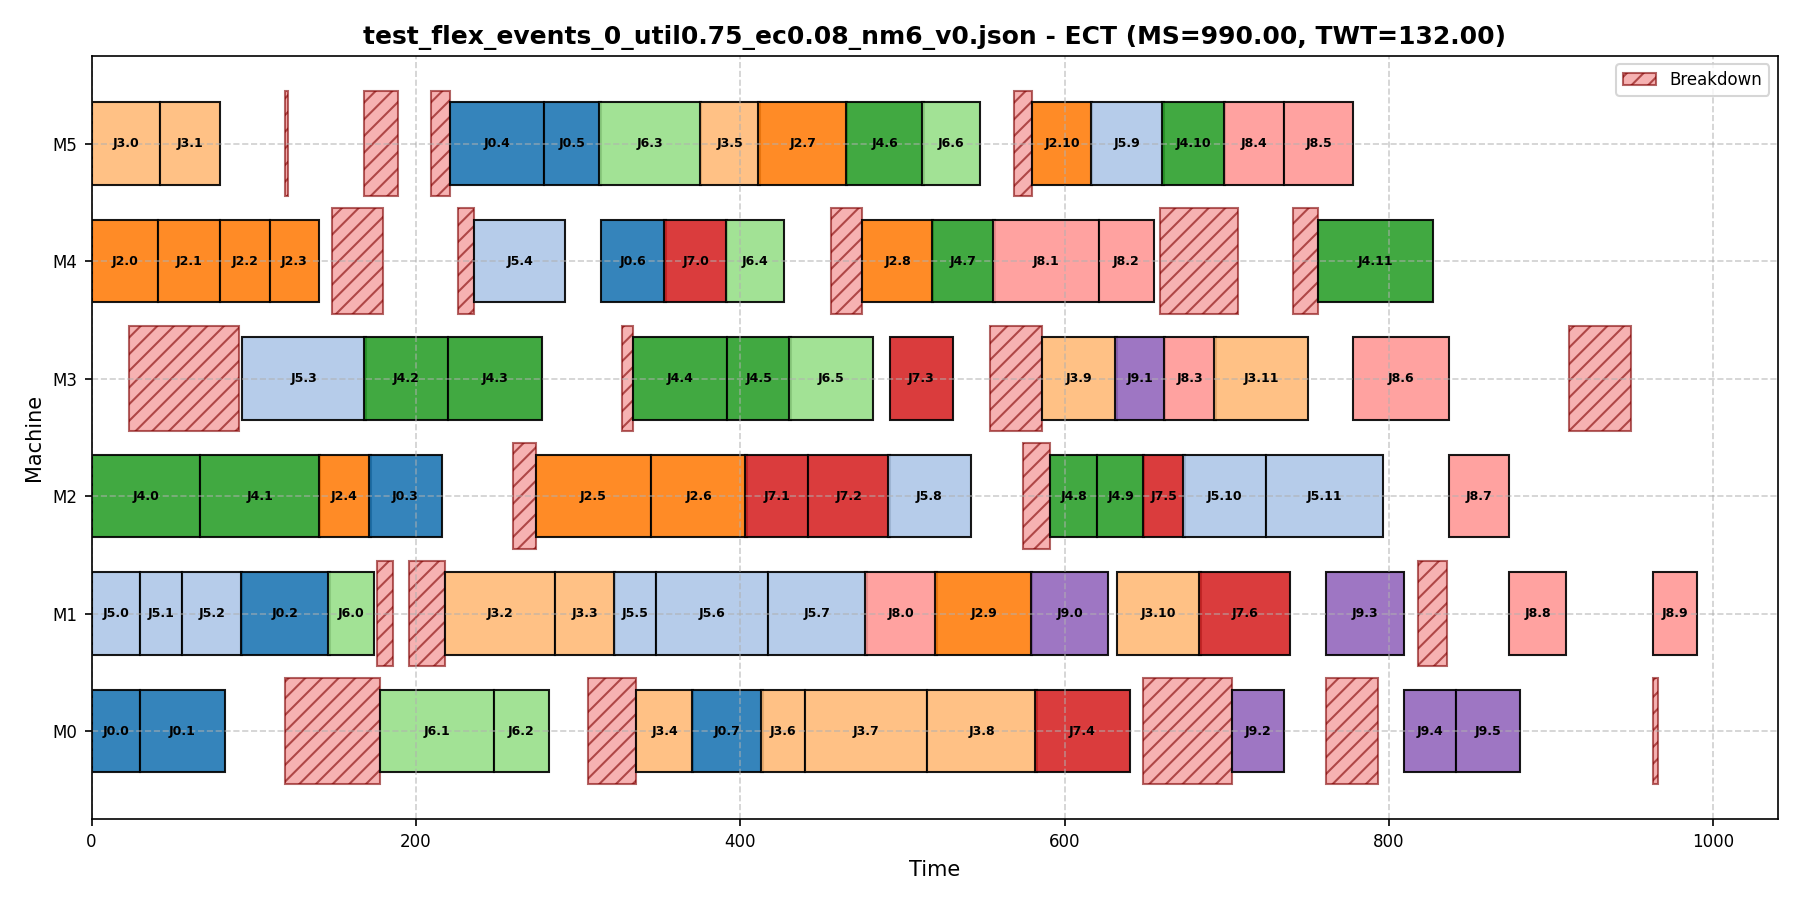 test_flex_events_0_util0.75_ec0.08_nm6_v0.json - ECT (MS=990.00, TWT=132.00)
Breakdown
M5
J3.0 J3.1 J0.4 J0.5 J6.3 J3.5 J2.7 J4.6 J6.6 J2.10 J5.9 J4.10 J8.4 J8.5
M4
J2.0 J2.1 J2.2 J2.3 J5.4 J0.6 J7.0 J6.4 J2.8 J4.7 J8.1 J8.2 J4.11
M3
J5.3 J4.2 J4.3 J4.4 J4.5 J6.5 J7.3 J3.9 J9.1 J8.3 J3.11 J8.6
Machine
M2
J4.0 J4.1 J2.4 J0.3 J2.5 J2.6 J7.1 J7.2 J5.8 J4.8 J4.9 J7.5 J5.10 J5.11 J8.7
M1
J5.0 J5.1 J5.2 J0.2 J6.0 J3.2 J3.3 J5.5 J5.6 J5.7 J8.0 J2.9 J9.0 J3.10 J7.6 J9.3 J8.8 J8.9
M0
J0.0 J0.1 J6.1 J6.2 J3.4 J0.7 J3.6 J3.7 J3.8 J7.4 J9.2 J9.4 J9.5
0 200 400 600 800 1000
Time